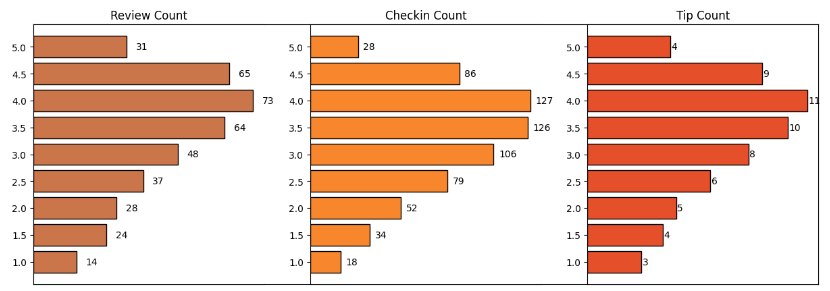 Review Count Checkin Count Tip Count
5.0 31 5.0 28 5.0 4
4.5 65 4.5 86 4.5 9
4.0 73 4.0 127 4.0 11
3.5 64 3.5 126 3.5 10
3.0 48 3.0 106 3.0 8
2.5 37 2.5 79 2.5 6
2.0 28 2.0 52 2.0 5
1.5 24 1.5 34 1.5 4
1.0 14 1.0 18 1.0 3